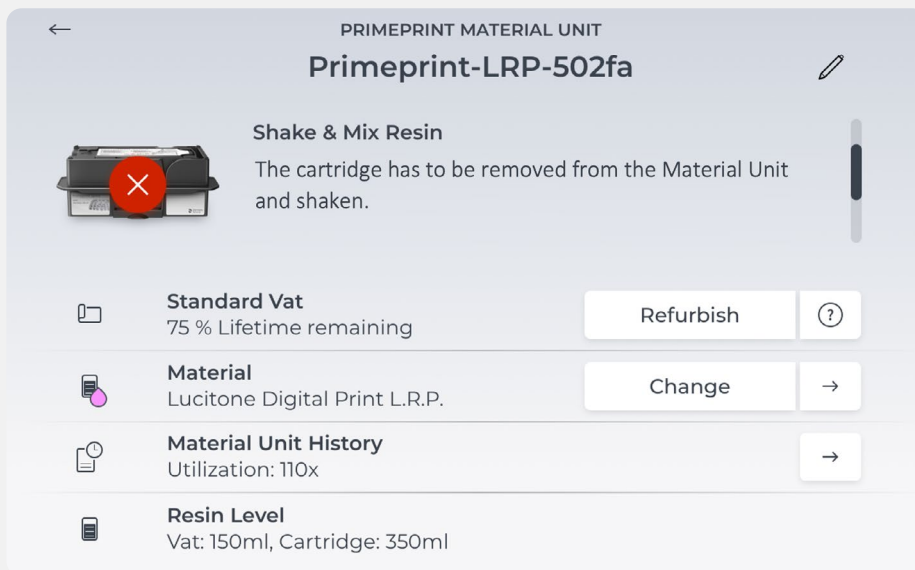 PRIMEPRINT MATERIAL UNIT
Primeprint-LRP-502fa
Shake & Mix Resin
The cartridge has to be removed from the Material Unit
and shaken.
Standard Vat
75 % Lifetime remaining
Refurbish
?
Material
Lucitone Digital Print L.R.P.
Change
Material Unit History
Utilization: 110x
Resin Level
Vat: 150ml, Cartridge: 350ml